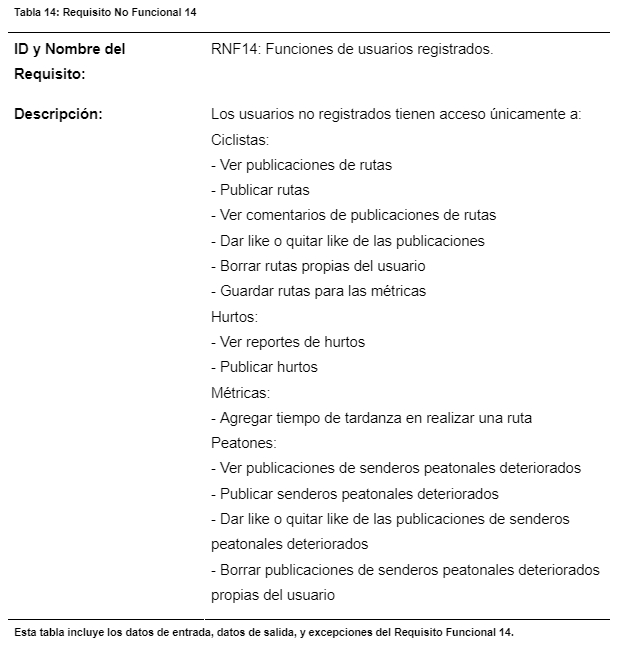 Tabla 14: Requisito No Funcional 14
ID y Nombre del
Requisito:
RNF14: Funciones de usuarios registrados.
Descripción:
Los usuarios no registrados tienen acceso únicamente a:
Ciclistas:
- Ver publicaciones de rutas
- Publicar rutas
- Ver comentarios de publicaciones de rutas
- Dar like o quitar like de las publicaciones
- Borrar rutas propias del usuario
- Guardar rutas para las métricas
Hurtos:
- Ver reportes de hurtos
- Publicar hurtos
Métricas:
- Agregar tiempo de tardanza en realizar una ruta
Peatones:
- Ver publicaciones de senderos peatonales deteriorados
- Publicar senderos peatonales deteriorados
- Dar like o quitar like de las publicaciones de senderos
peatonales deteriorados
- Borrar publicaciones de senderos peatonales deteriorados
propias del usuario
Esta tabla incluye los datos de entrada, datos de salida, y excepciones del Requisito Funcional 14.